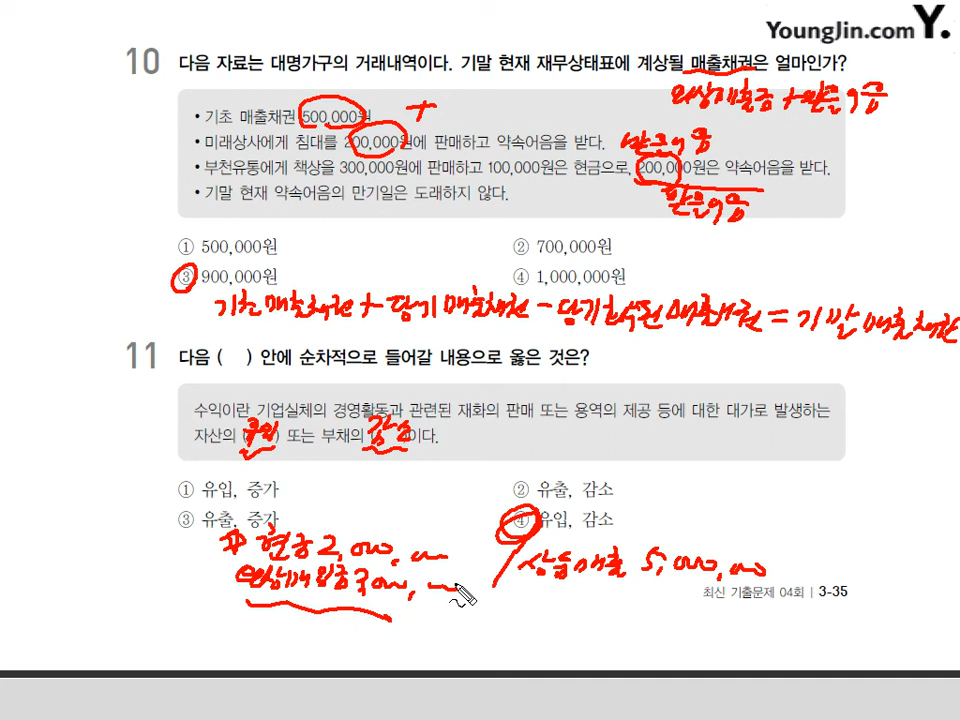 YoungJin.com Y.
10 다음 자료는 대명가구의 거래내역이다. 기말 현재 재무상태표에 계상될 매출채권은 얼마인가?
외상매출금 + 받을어음
• 기초 매출채권 500,000원 +
• 미래상사에게 침대를 200,000원에 판매하고 약속어음을 받다. 받을어음
• 부천유통에게 책상을 300,000원에 판매하고 100,000원은 현금으로, 200,000원은 약속어음을 받다.
받을어음
• 기말 현재 약속어음의 만기일은 도래하지 않다.
① 500,000원 ② 700,000원
③ 900,000원 ④ 1,000,000원
기초매출채권 + 당기매출채권 - 당기회수된 매출채권 = 기말매출채권
11 다음 ( ) 안에 순차적으로 들어갈 내용으로 옳은 것은?
수익이란 기업실체의 경영활동과 관련된 재화의 판매 또는 용역의 제공 등에 대한 대가로 발생하는
자산의 (유입) 또는 부채의 (감소)이다.
① 유입, 증가 ② 유출, 감소
③ 유출, 증가 ④ 유입, 감소
현금 2,000,000
상품매출 5,000,000
외상매출금 3,000,000
최신 기출문제 04회 | 3-35